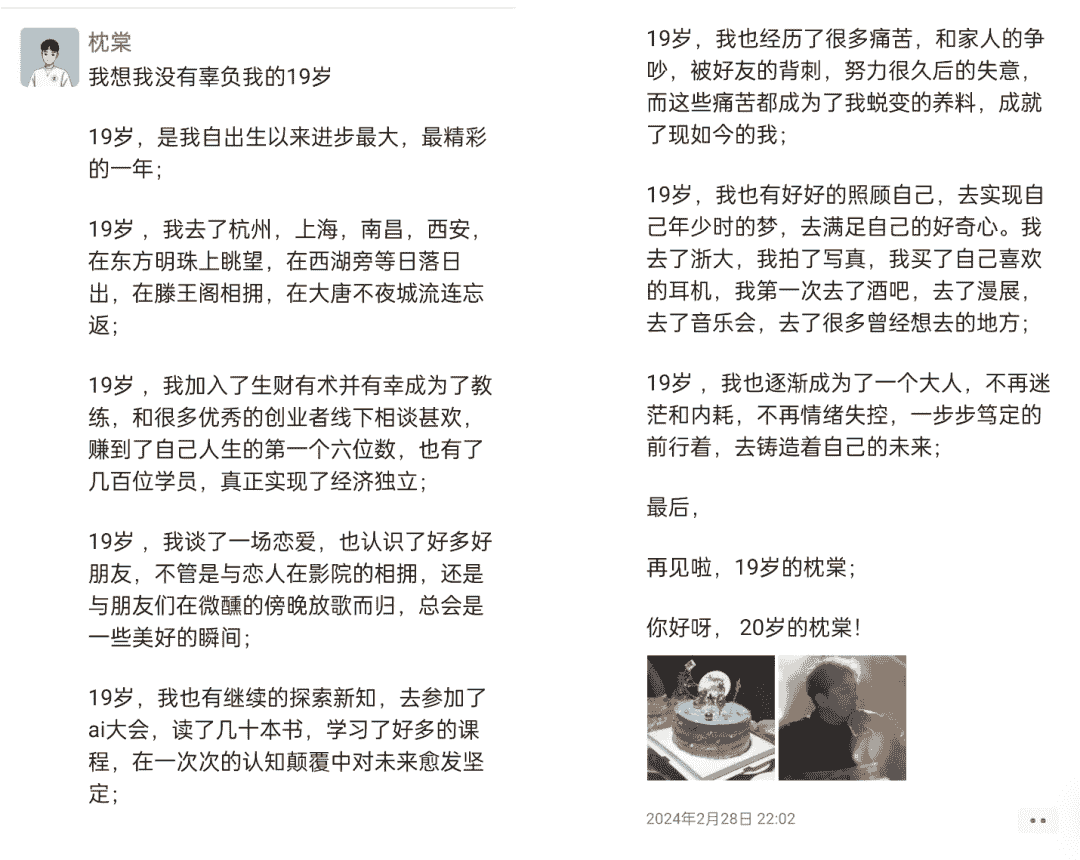 枕棠
我想我没有辜负我的19岁
19岁，是我自出生以来进步最大，最精彩
的一年；
19岁 ，我去了杭州，上海，南昌，西安，
在东方明珠上眺望，在西湖旁等日落日
出，在滕王阁相拥，在大唐不夜城流连忘
返；
19岁 ，我加入了生财有术并有幸成为了教
练，和很多优秀的创业者线下相谈甚欢，
赚到了自己人生的第一个六位数，也有了
几百位学员，真正实现了经济独立；
19岁 ，我谈了一场恋爱，也认识了好多好
朋友，不管是与恋人在影院的相拥，还是
与朋友们在微醺的傍晚放歌而归，总会是
一些美好的瞬间；
19岁，我也有继续的探索新知，去参加了
ai大会，读了几十本书，学习了好多的课
程，在一次次的认知颠覆中对未来愈发坚
定；
19岁，我也经历了很多痛苦，和家人的争
吵，被好友的背刺，努力很久后的失意，
而这些痛苦都成为了我蜕变的养料，成就
了现如今的我；
19岁，我也有好好的照顾自己，去实现自
己年少时的梦，去满足自己的好奇心。我
去了浙大，我拍了写真，我买了自己喜欢
的耳机，我第一次去了酒吧，去了漫展，
去了音乐会，去了很多曾经想去的地方；
19岁 ，我也逐渐成为了一个大人，不再迷
茫和内耗，不再情绪失控，一步步笃定的
前行着，去铸造着自己的未来；
最后，
再见啦，19岁的枕棠；
你好呀， 20岁的枕棠！
2024年2月28日 22:02